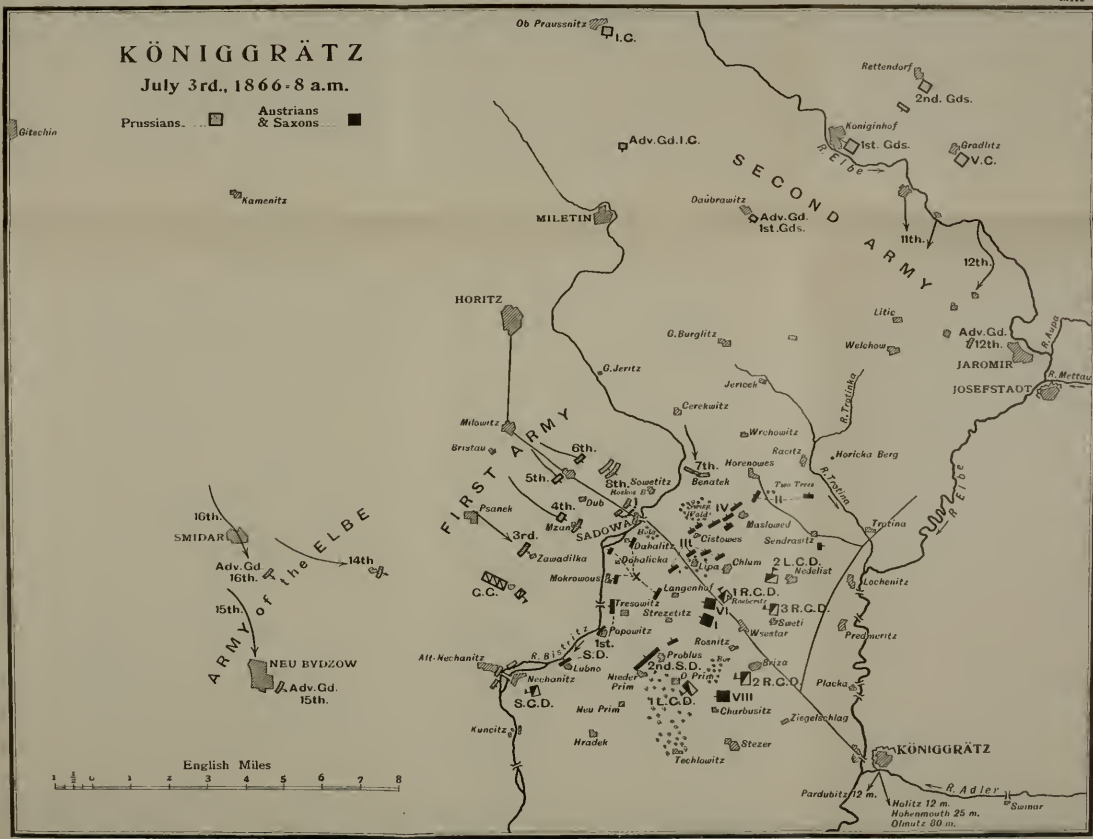 KÖNIGGRÄTZ
July 3rd., 1866-8 a.m.
Prussians.
Austrians
& Saxons
Ob Praussnitz
I.C.
Rettendorf
2nd. Gds.
Gitschin
Koniginhof
1st. Gds.
Gradlitz
V.C.
R. Elbe
Adv. Gd. I.C.
SECOND ARMY
Kamenitz
MILETIN
Daubrawitz
Adv. Gd.
1st. Gds.
11th.
12th.
HORITZ
Litic
G. Burglitz
Welchow
Adv. Gd.
12th.
JAROMIR
R. Aupa
R. Mettau
JOSEFSTADT
G. Jeritz
Jericek
R. Trotinka
Cerekwitz
Milowitz
FIRST ARMY
Bristau
6th.
Wrchowitz
Racitz
Horicka Berg
5th.
8th.
Sowetitz
7th.
Benatek
Horenowes
R. Trotina
R. Elbe
Dub
Two Trees
II
Psanek
4th.
Mzan
SADOWA
Swiep
Wald
IV
Maslowed
16th.
Holz
Cistowes
Sendrasitz
Trotina
3rd.
Zawadilka
Dohalitz
III
SMIDAR
ARMY of the ELBE
14th.
Dohalicka
Lipa
Chlum
2 L.C.D.
Nedelist
Adv. Gd.
16th.
C.C.
Mokrowous
Langenhof
1 R.C.D.
Lochenitz
15th.
Tresowitz
VI
3 R.C.D.
Strezetitz
I
Sweti
Wsestar
Predmeritz
Popowitz
1st.
S.D.
R. Bistritz
Rosnitz
Alt-Nechanitz
Lubno
Problus
2nd. S.D.
Bor
Briza
NEU BYDZOW
Nechanitz
Nieder
Prim
O. Prim
2 R.C.D.
Placka
Adv. Gd.
15th.
S.C.D.
1 L.C.D.
VIII
Neu Prim
Charbusitz
Ziegelschlag
Kuncitz
Hradek
Stezer
Techlowitz
KÖNIGGRÄTZ
English Miles
1 0 1 2 3 4 5 6 7 8
Pardubitz 12 m.
R. Adler
Holitz 12 m.
Hohenmouth 25 m.
Olmutz 80 m.
Swinar